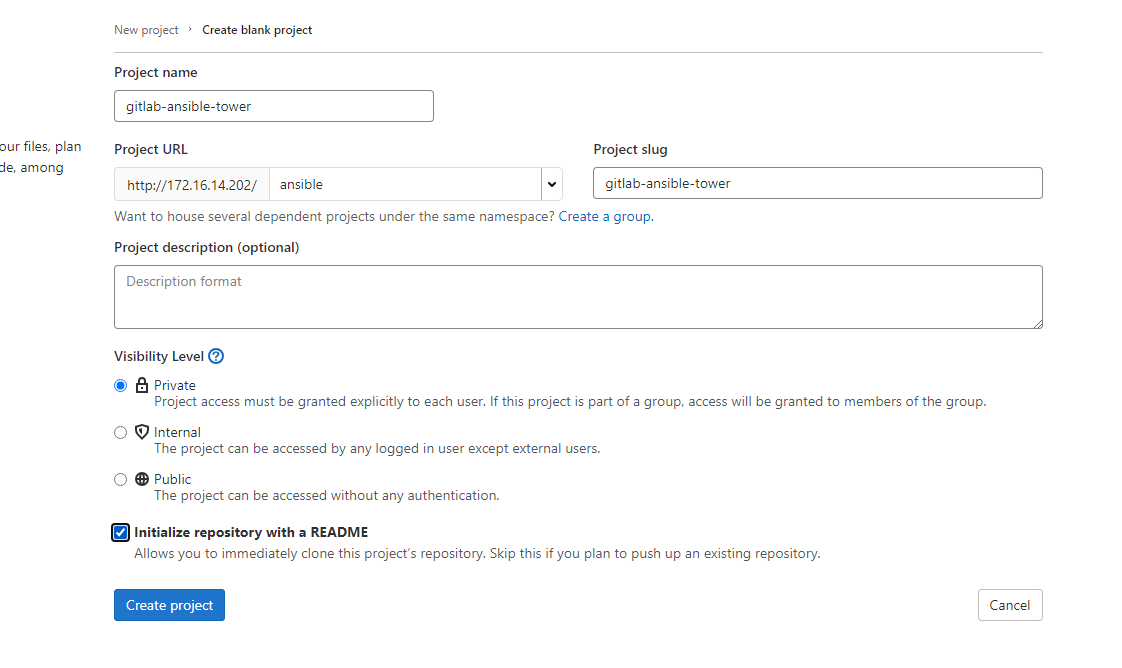 New project › Create blank project
Project name
gitlab-ansible-tower
our files, plan
de, among
Project URL
Project slug
http://172.16.14.202/ ansible
gitlab-ansible-tower
Want to house several dependent projects under the same namespace? Create a group.
Project description (optional)
Description format
Visibility Level ?
Private
Project access must be granted explicitly to each user. If this project is part of a group, access will be granted to members of the group.
Internal
The project can be accessed by any logged in user except external users.
Public
The project can be accessed without any authentication.
Initialize repository with a README
Allows you to immediately clone this project's repository. Skip this if you plan to push up an existing repository.
Create project
Cancel